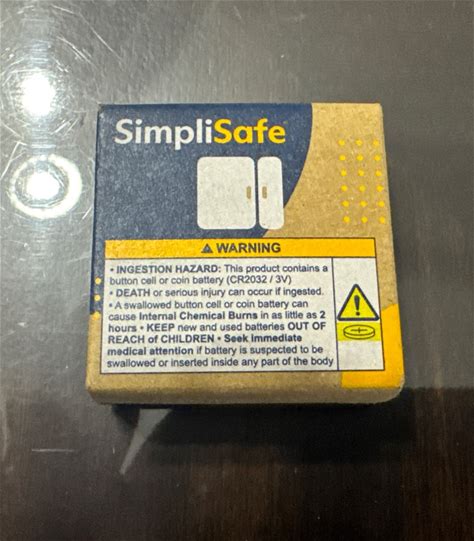 SimpliSafe
⚠ WARNING
• INGESTION HAZARD: This product contains a
button cell or coin battery (CR2032 / 3V)
• DEATH or serious injury can occur if ingested.
• A swallowed button cell or coin battery can
cause Internal Chemical Burns in as little as 2
hours • KEEP new and used batteries OUT OF
REACH of CHILDREN • Seek immediate
medical attention if battery is suspected to be
swallowed or inserted inside any part of the body